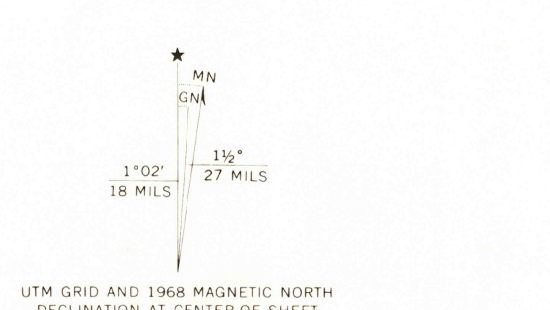 ★
MN
GN
1½°
27 MILS
1°02'
18 MILS
UTM GRID AND 1968 MAGNETIC NORTH
DECLINATION AT CENTER OF SHEET